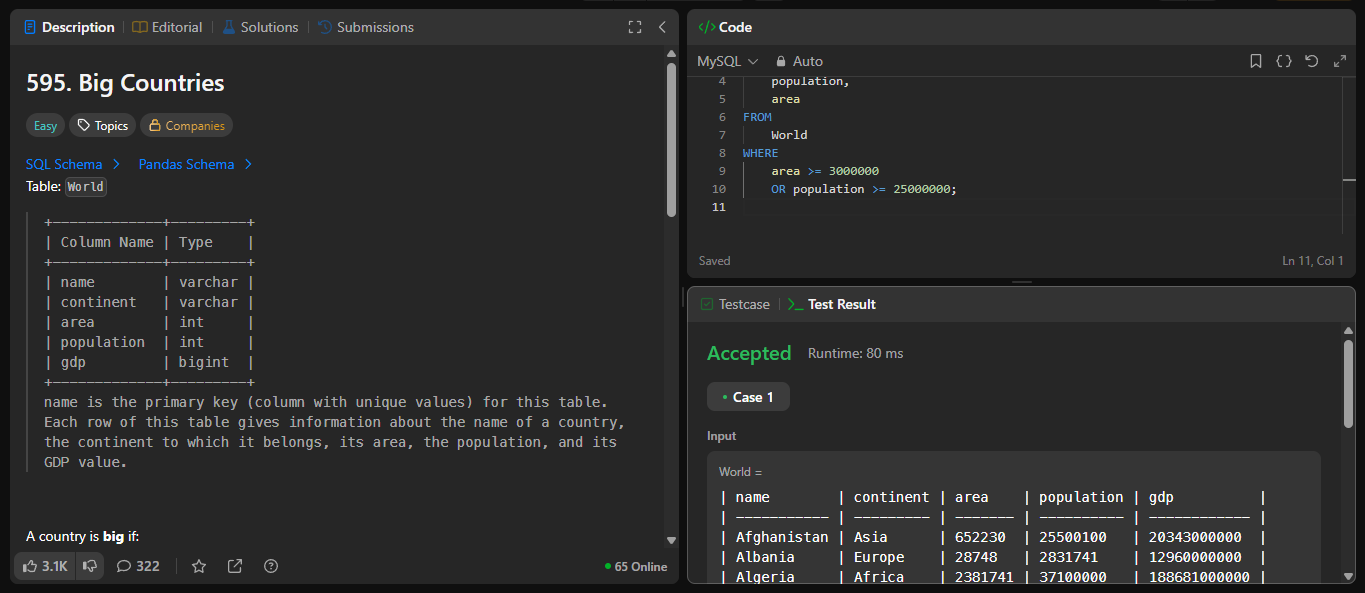 Description
Editorial
Solutions
Submissions
595. Big Countries
Easy
Topics
Companies
SQL Schema
Pandas Schema
Table: World
+-------------+---------+
| Column Name | Type    |
+-------------+---------+
| name        | varchar |
| continent   | varchar |
| area        | int     |
| population  | int     |
| gdp         | bigint  |
+-------------+---------+
name is the primary key (column with unique values) for this table.
Each row of this table gives information about the name of a country,
the continent to which it belongs, its area, the population, and its
GDP value.
A country is big if:
3.1K
322
65 Online
</> Code
MySQL
Auto
4 population,
5 area
6 FROM
7 World
8 WHERE
9 area >= 3000000
10 OR population >= 25000000;
11
Saved
Ln 11, Col 1
Testcase
>_ Test Result
Accepted
Runtime: 80 ms
Case 1
Input
World =
| name        | continent | area    | population | gdp          |
| ----------- | --------- | ------- | ---------- | ------------ |
| Afghanistan | Asia      | 652230  | 25500100   | 20343000000  |
| Albania     | Europe    | 28748   | 2831741    | 12960000000  |
| Algeria     | Africa    | 2381741 | 37100000   | 188681000000 |